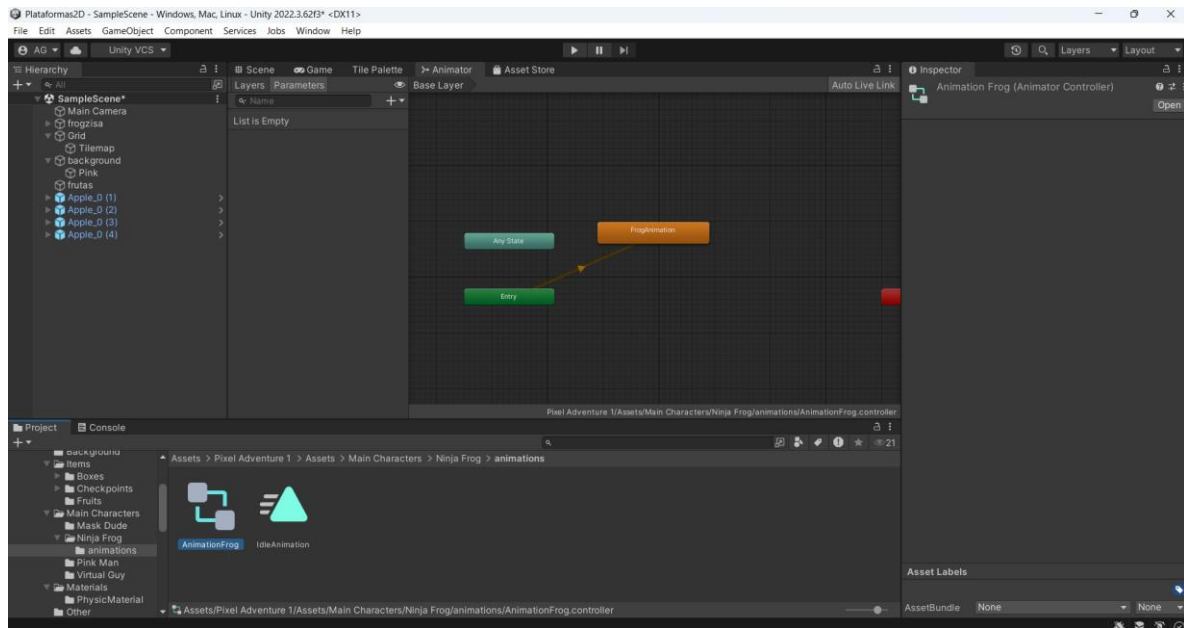 Plataformas2D - SampleScene - Windows, Mac, Linux - Unity 2022.3.62f3* <DX11>
File Edit Assets GameObject Component Services Jobs Window Help
AG Unity VCS Layers Layout
Hierarchy
All
SampleScene*
Main Camera
frogzisa
Grid
Tilemap
background
Pink
frutas
Apple_0 (1)
Apple_0 (2)
Apple_0 (3)
Apple_0 (4)
Scene Game Tile Palette Animator Asset Store
Layers Parameters Base Layer Auto Live Link
Name
List is Empty
Any State
FrogAnimation
Entry
Pixel Adventure 1/Assets/Main Characters/Ninja Frog/animations/AnimationFrog.controller
Inspector
Animation Frog (Animator Controller)
Open
Project Console
21
Background
Items
Boxes
Checkpoints
Fruits
Main Characters
Mask Dude
Ninja Frog
animations
Pink Man
Virtual Guy
Materials
PhysicMaterial
Other
Assets > Pixel Adventure 1 > Assets > Main Characters > Ninja Frog > animations
AnimationFrog IdleAnimation
Assets/Pixel Adventure 1/Assets/Main Characters/Ninja Frog/animations/AnimationFrog.controller
Asset Labels
AssetBundle None None